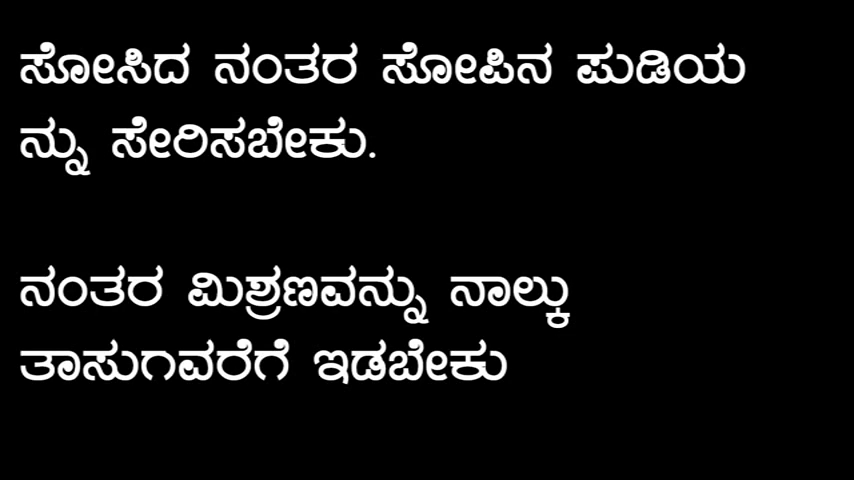 ಸೋಸಿದ ನಂತರ ಸೋಪಿನ ಪುಡಿಯ
ನ್ನು ಸೇರಿಸಬೇಕು.
ನಂತರ ಮಿಶ್ರಣವನ್ನು ನಾಲ್ಕು
ತಾಸುಗವರೆಗೆ ಇಡಬೇಕು